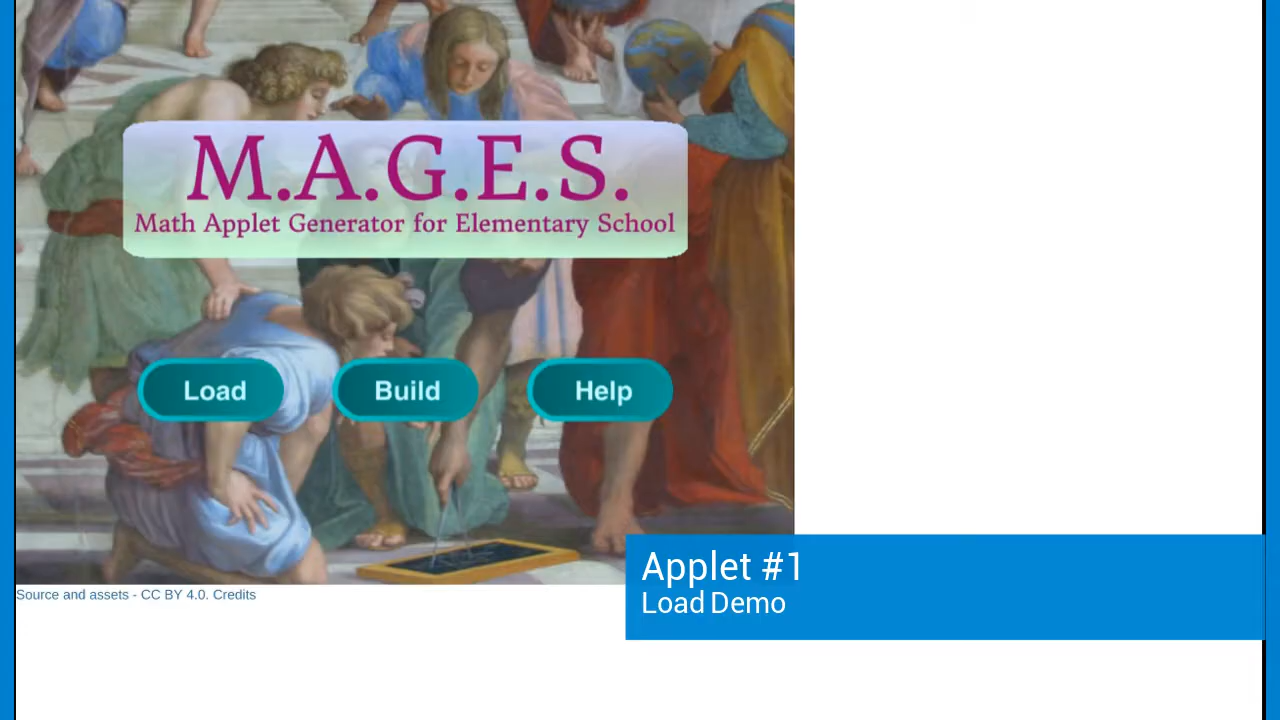 M.A.G.E.S.
Math Applet Generator for Elementary School
Load
Build
Help
Source and assets - CC BY 4.0. Credits
Applet #1
Load Demo